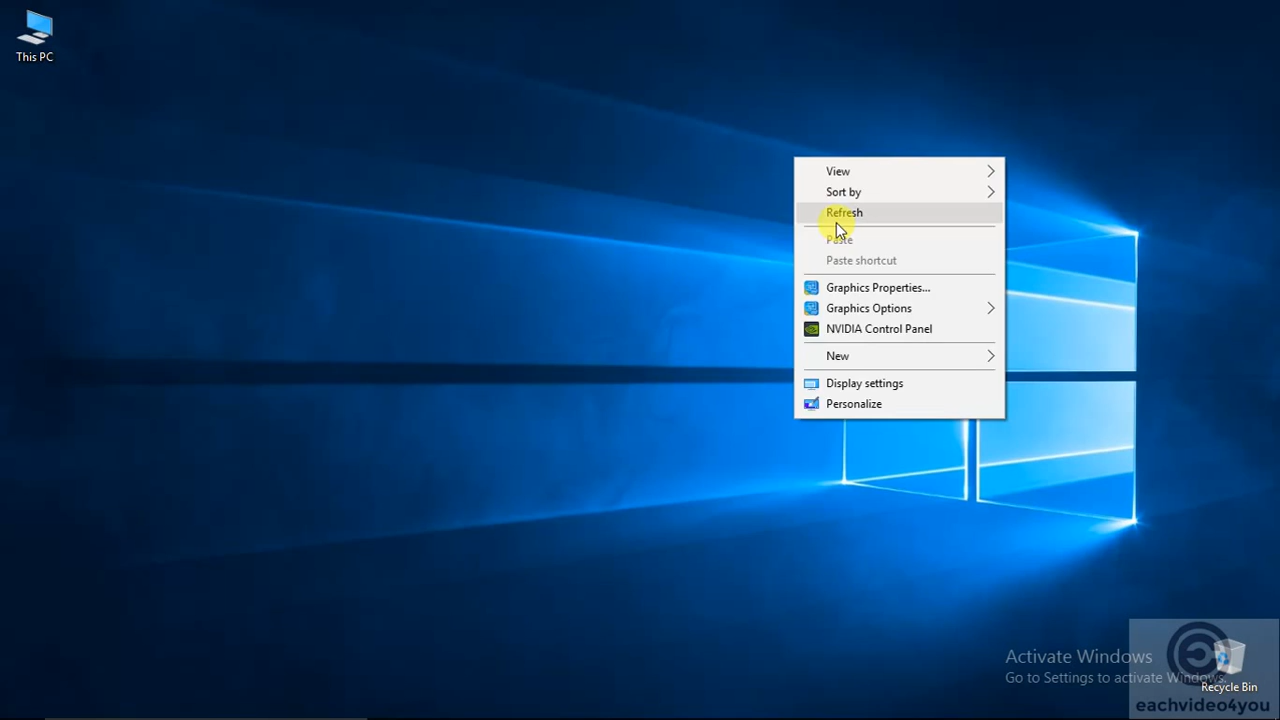 This PC
View
Sort by
Refresh
Paste
Paste shortcut
Graphics Properties...
Graphics Options
NVIDIA Control Panel
New
Display settings
Personalize
Activate Windows
Go to Settings to activate Windows.
Recycle Bin
eachvideo4you